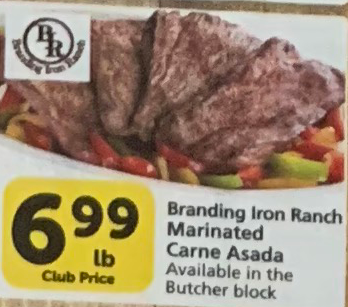 BR
Branding Iron Ranch
6.99
lb
Club Price
Branding Iron Ranch
Marinated
Carne Asada
Available in the
Butcher block